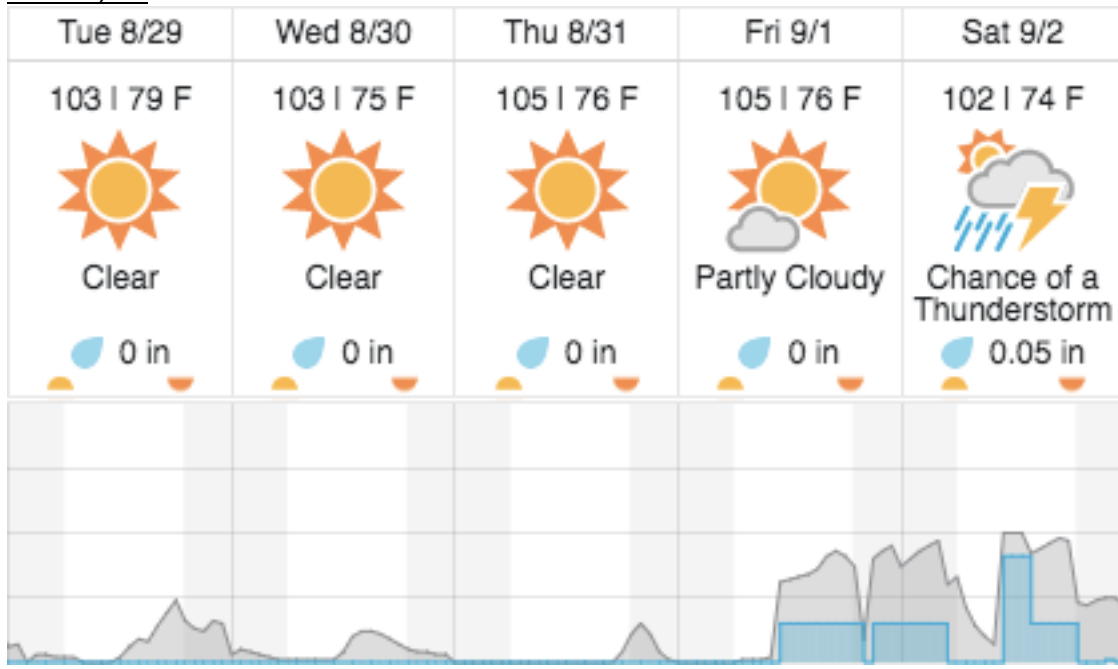 Tue 8/29 Wed 8/30 Thu 8/31 Fri 9/1 Sat 9/2
103 | 79 F 103 | 75 F 105 | 76 F 105 | 76 F 102 | 74 F
Clear Clear Clear Partly Cloudy Chance of a
Thunderstorm
0 in 0 in 0 in 0 in 0.05 in